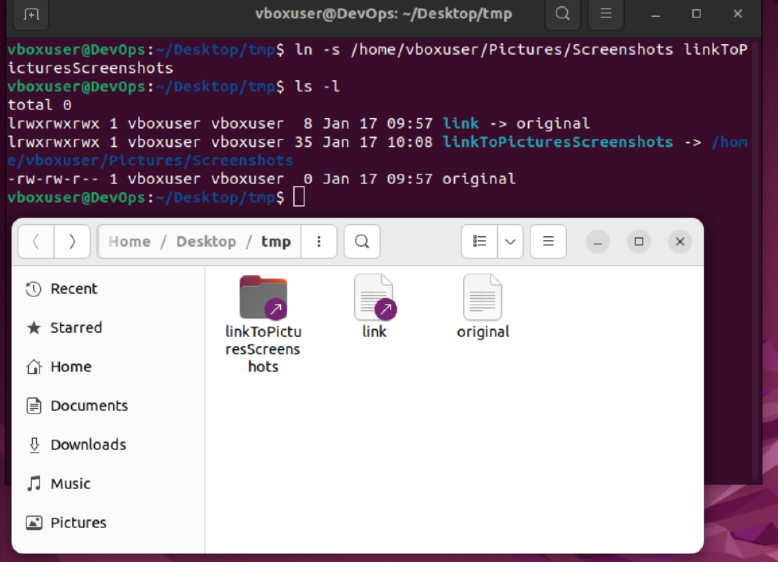 vboxuser@DevOps: ~/Desktop/tmp
vboxuser@DevOps:~/Desktop/tmp$ ln -s /home/vboxuser/Pictures/Screenshots linkToP
icturesScreenshots
vboxuser@DevOps:~/Desktop/tmp$ ls -l
total 0
lrwxrwxrwx 1 vboxuser vboxuser  8 Jan 17 09:57 link -> original
lrwxrwxrwx 1 vboxuser vboxuser 35 Jan 17 10:08 linkToPicturesScreenshots -> /hom
e/vboxuser/Pictures/Screenshots
-rw-rw-r-- 1 vboxuser vboxuser  0 Jan 17 09:57 original
vboxuser@DevOps:~/Desktop/tmp$
Home / Desktop / tmp
Recent
Starred
Home
Documents
Downloads
Music
Pictures
linkToPictu
resScreens
hots
link
original